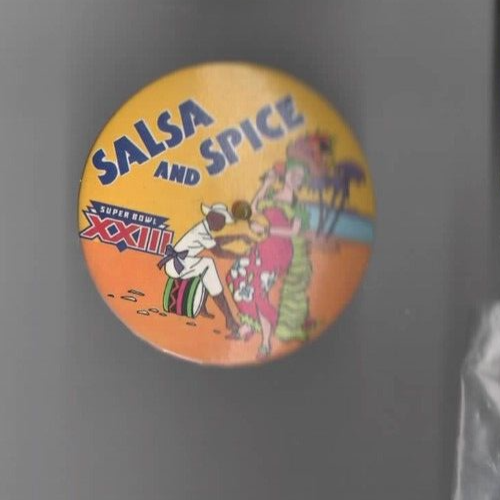 SALSA
AND SPICE
SUPER BOWL
XXIII